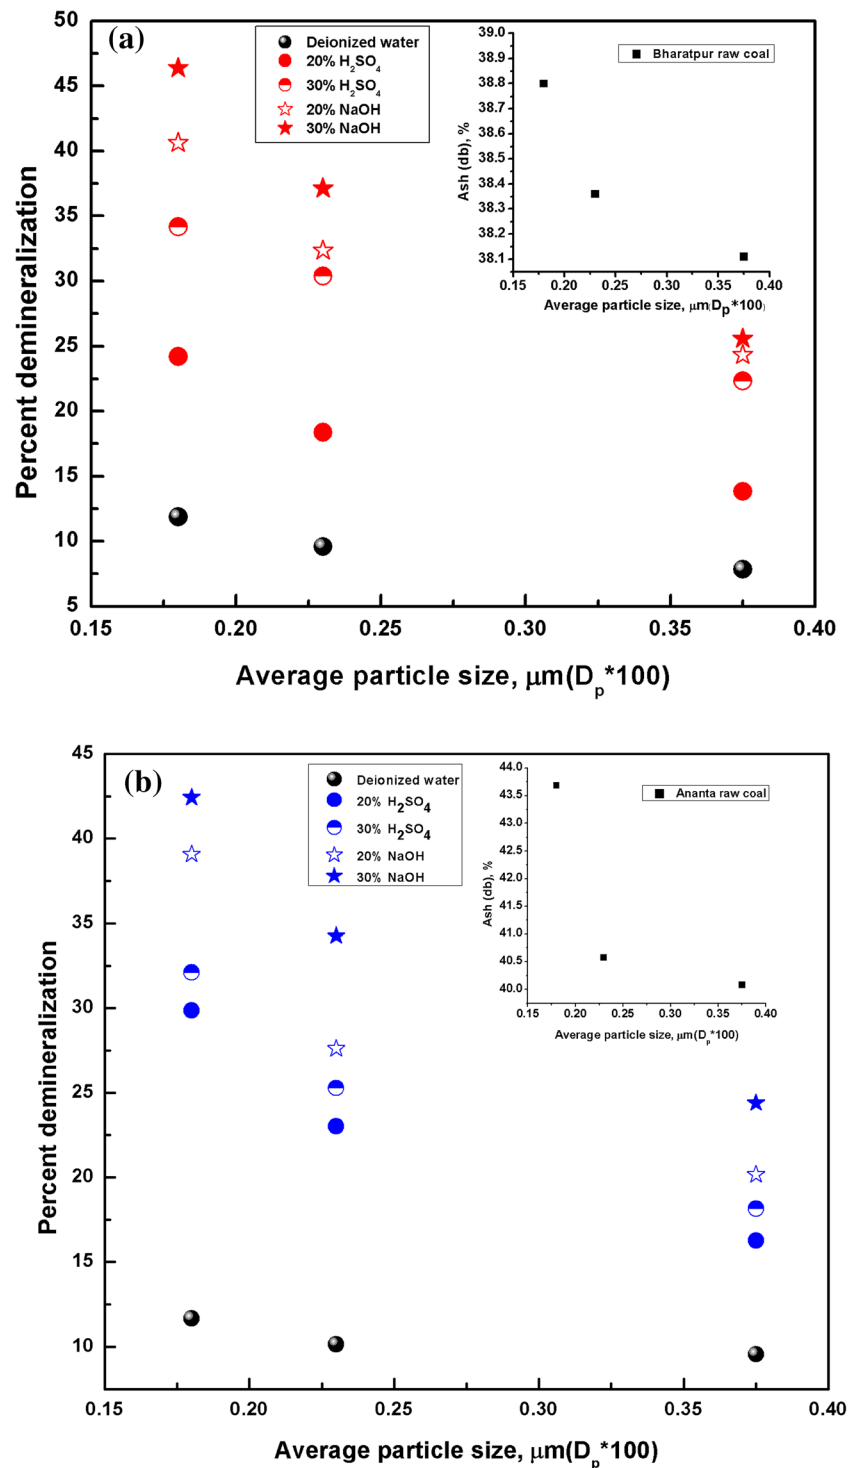 (a)
50
45
40
35
30
25
20
15
10
5
0.15 0.20 0.25 0.30 0.35 0.40
Percent demineralization
Average particle size, μm(Dₚ*100)
Deionized water
20% H₂SO₄
30% H₂SO₄
20% NaOH
30% NaOH
39.0
38.9
38.8
38.7
38.6
38.5
38.4
38.3
38.2
38.1
0.15 0.20 0.25 0.30 0.35 0.40
Ash (db), %
Average particle size, μm(Dₚ*100)
Bharatpur raw coal
(b)
45
40
35
30
25
20
15
10
0.15 0.20 0.25 0.30 0.35 0.40
Percent demineralization
Average particle size, μm(Dₚ*100)
Deionized water
20% H₂SO₄
30% H₂SO₄
20% NaOH
30% NaOH
44.0
43.5
43.0
42.5
42.0
41.5
41.0
40.5
40.0
0.15 0.20 0.25 0.30 0.35 0.40
Ash (db), %
Average particle size, μm(Dₚ*100)
Ananta raw coal